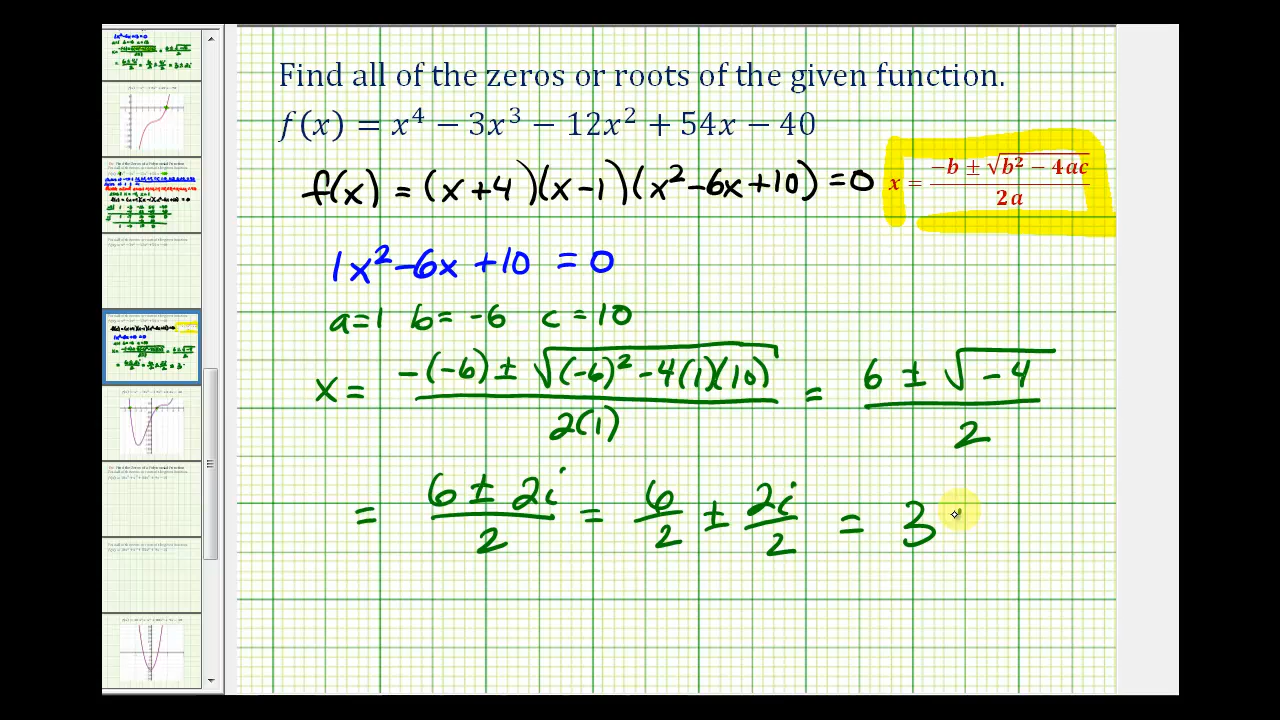 Find all of the zeros or roots of the given function.
f(x) = x⁴ − 3x³ − 12x² + 54x − 40
f(x) = (x+4)(x−1)(x²−6x+10) = 0
x = (−b ± √(b² − 4ac)) / 2a
1x²−6x+10 = 0
a=1 b=−6 c=10
x = (−(−6) ± √((−6)²−4(1)(10))) / 2(1) = (6 ± √−4) / 2
= (6 ± 2i) / 2 = 6/2 ± 2i/2 = 3